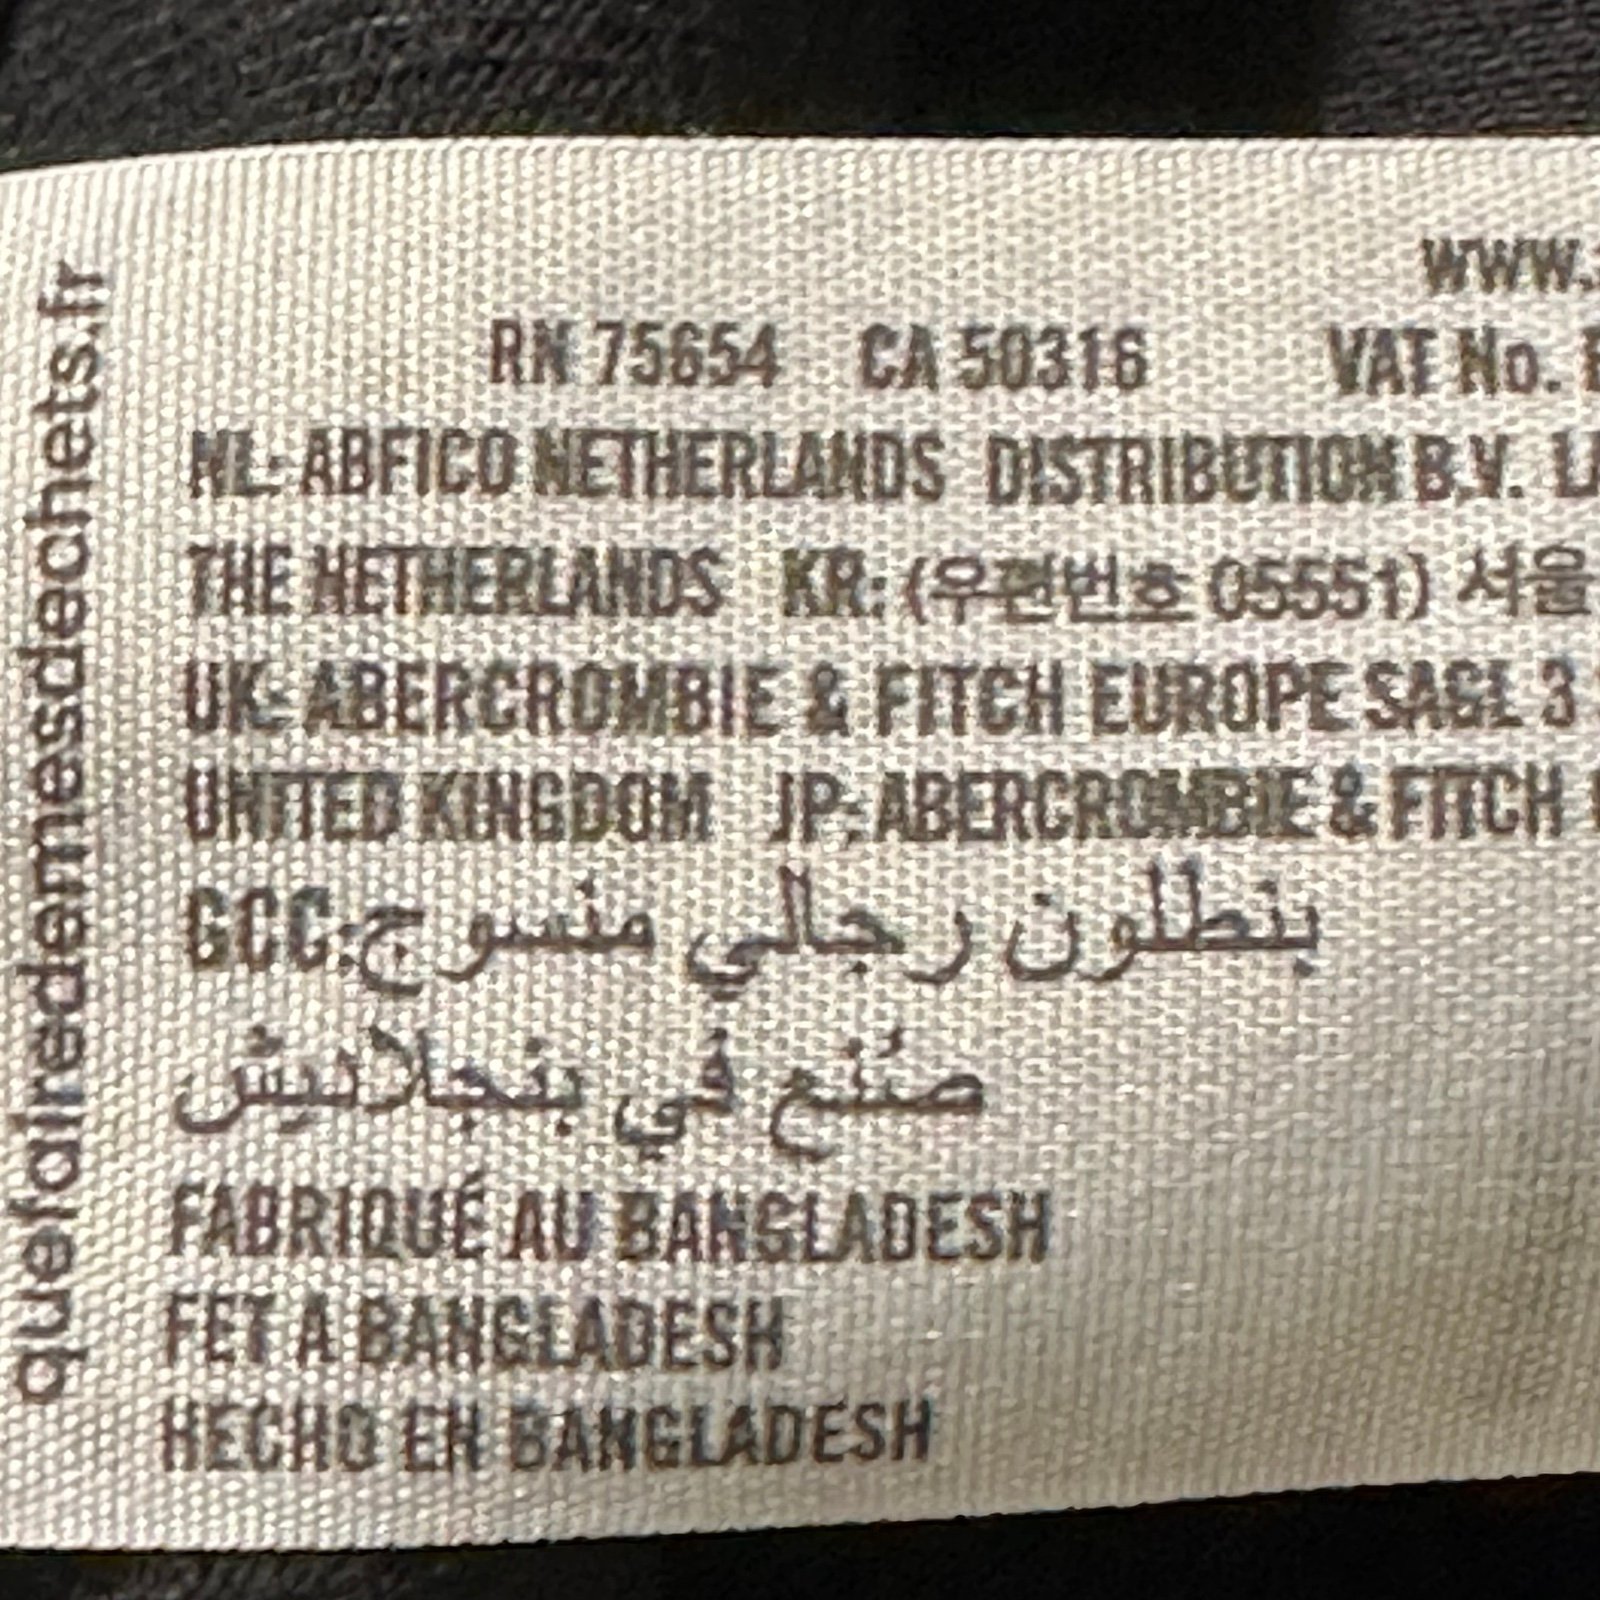 quefairedemesdechets.fr
www.
RN 75654 CA 50316 VAT No.
NL: ABFICO NETHERLANDS DISTRIBUTION B.V.
THE NETHERLANDS KR: (우편번호 05551) 서울
UK: ABERCROMBIE & FITCH EUROPE SAGL 3
UNITED KINGDOM JP: ABERCROMBIE & FITCH
GCC: بنطلون رجالي منسوج
صُنع في بنجلاديش
FABRIQUÉ AU BANGLADESH
FET A BANGLADESH
HECHO EN BANGLADESH